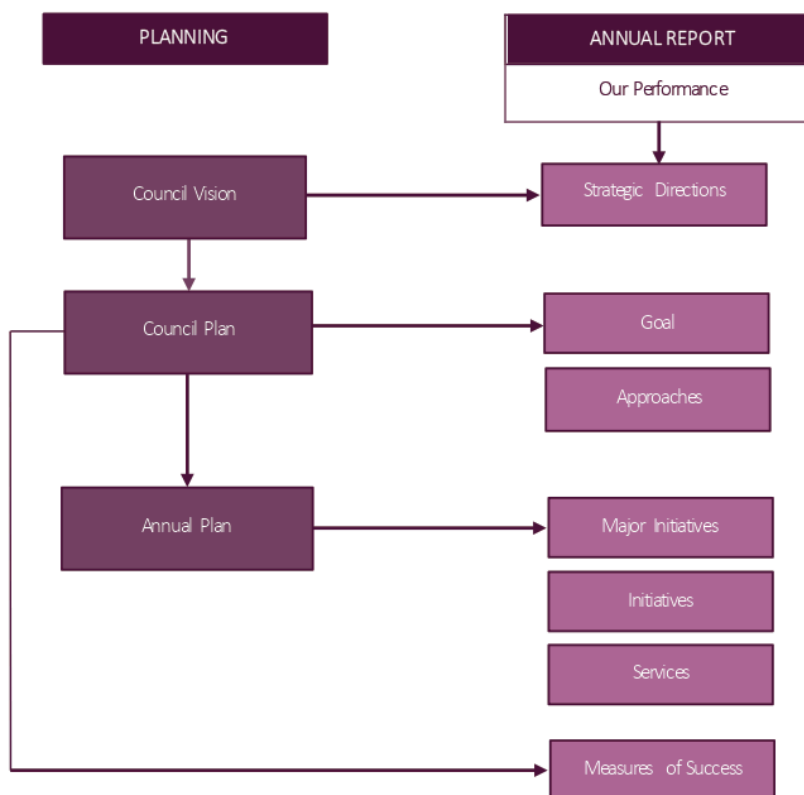 PLANNING
ANNUAL REPORT
Our Performance
Council Vision
Strategic Directions
Council Plan
Goal
Approaches
Annual Plan
Major Initiatives
Initiatives
Services
Measures of Success